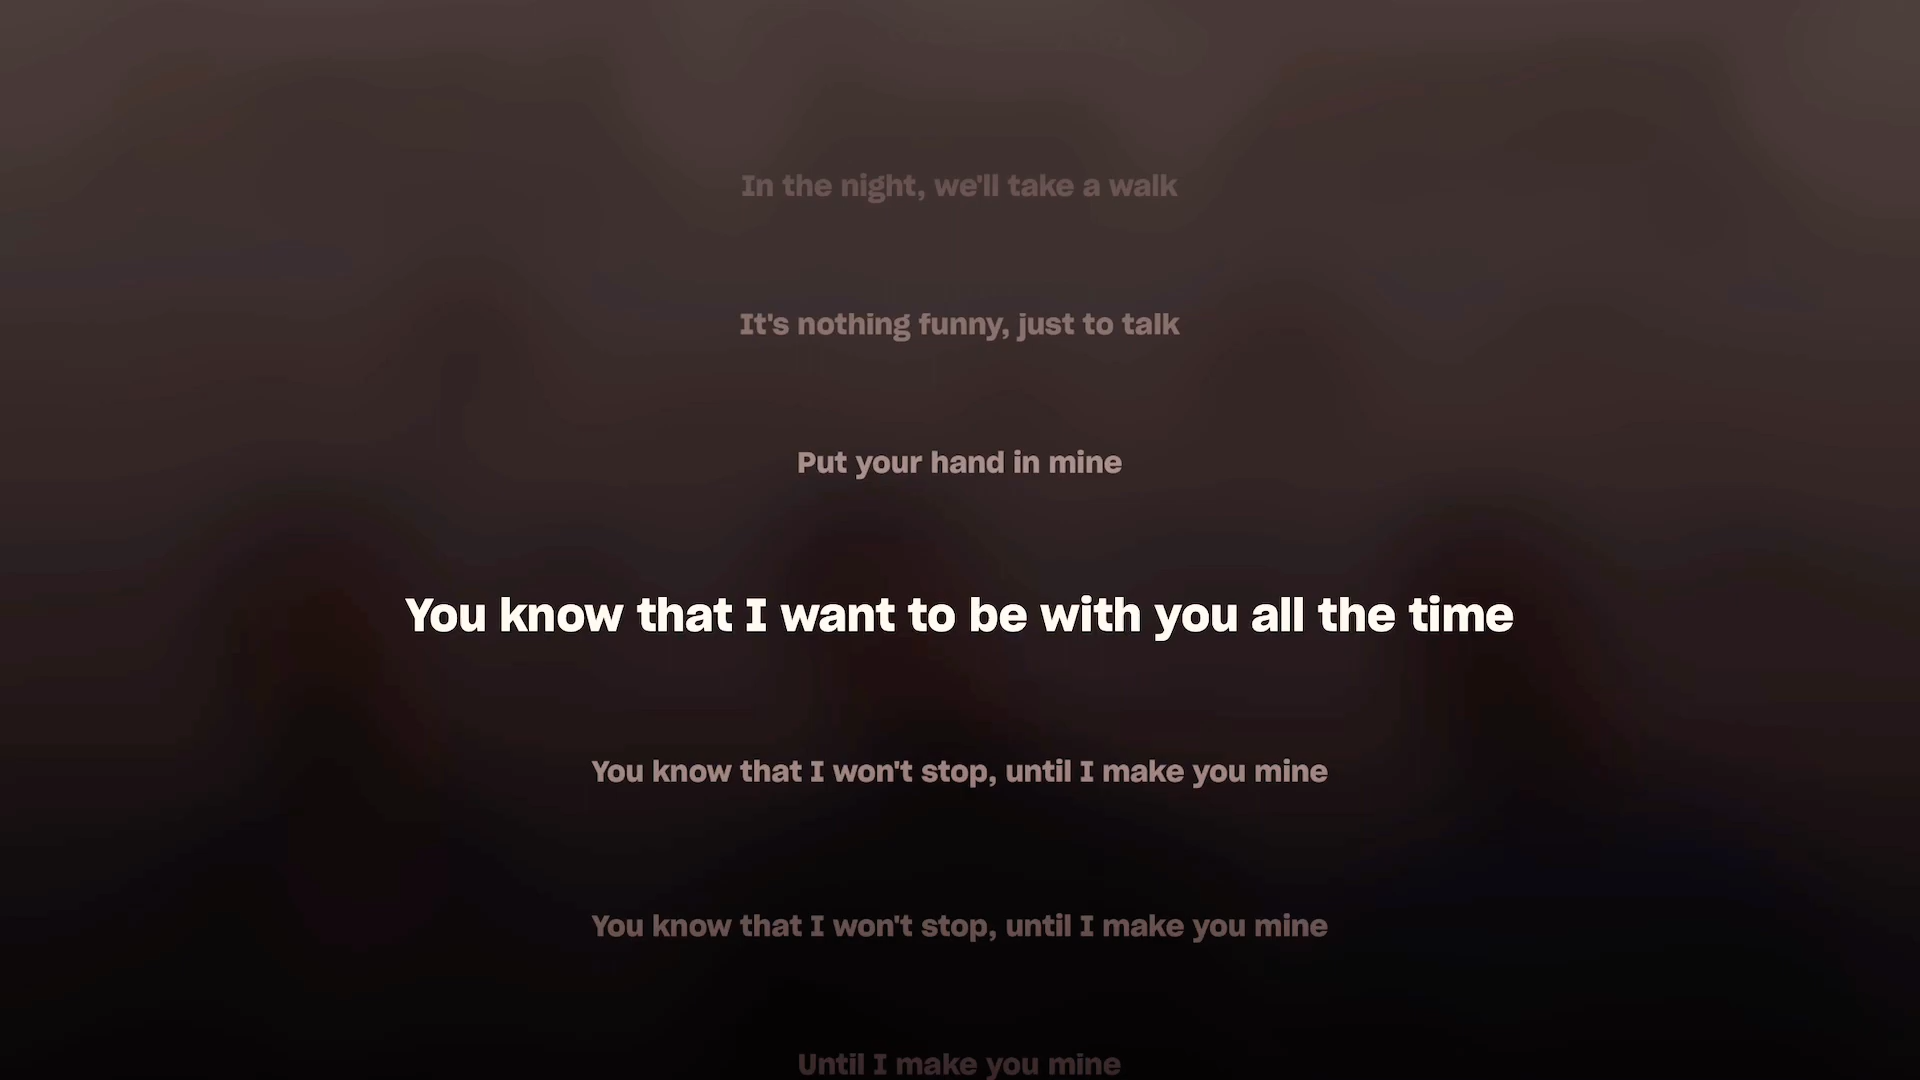 In the night, we'll take a walk
It's nothing funny, just to talk
Put your hand in mine
You know that I want to be with you all the time
You know that I won't stop, until I make you mine
You know that I won't stop, until I make you mine
Until I make you mine